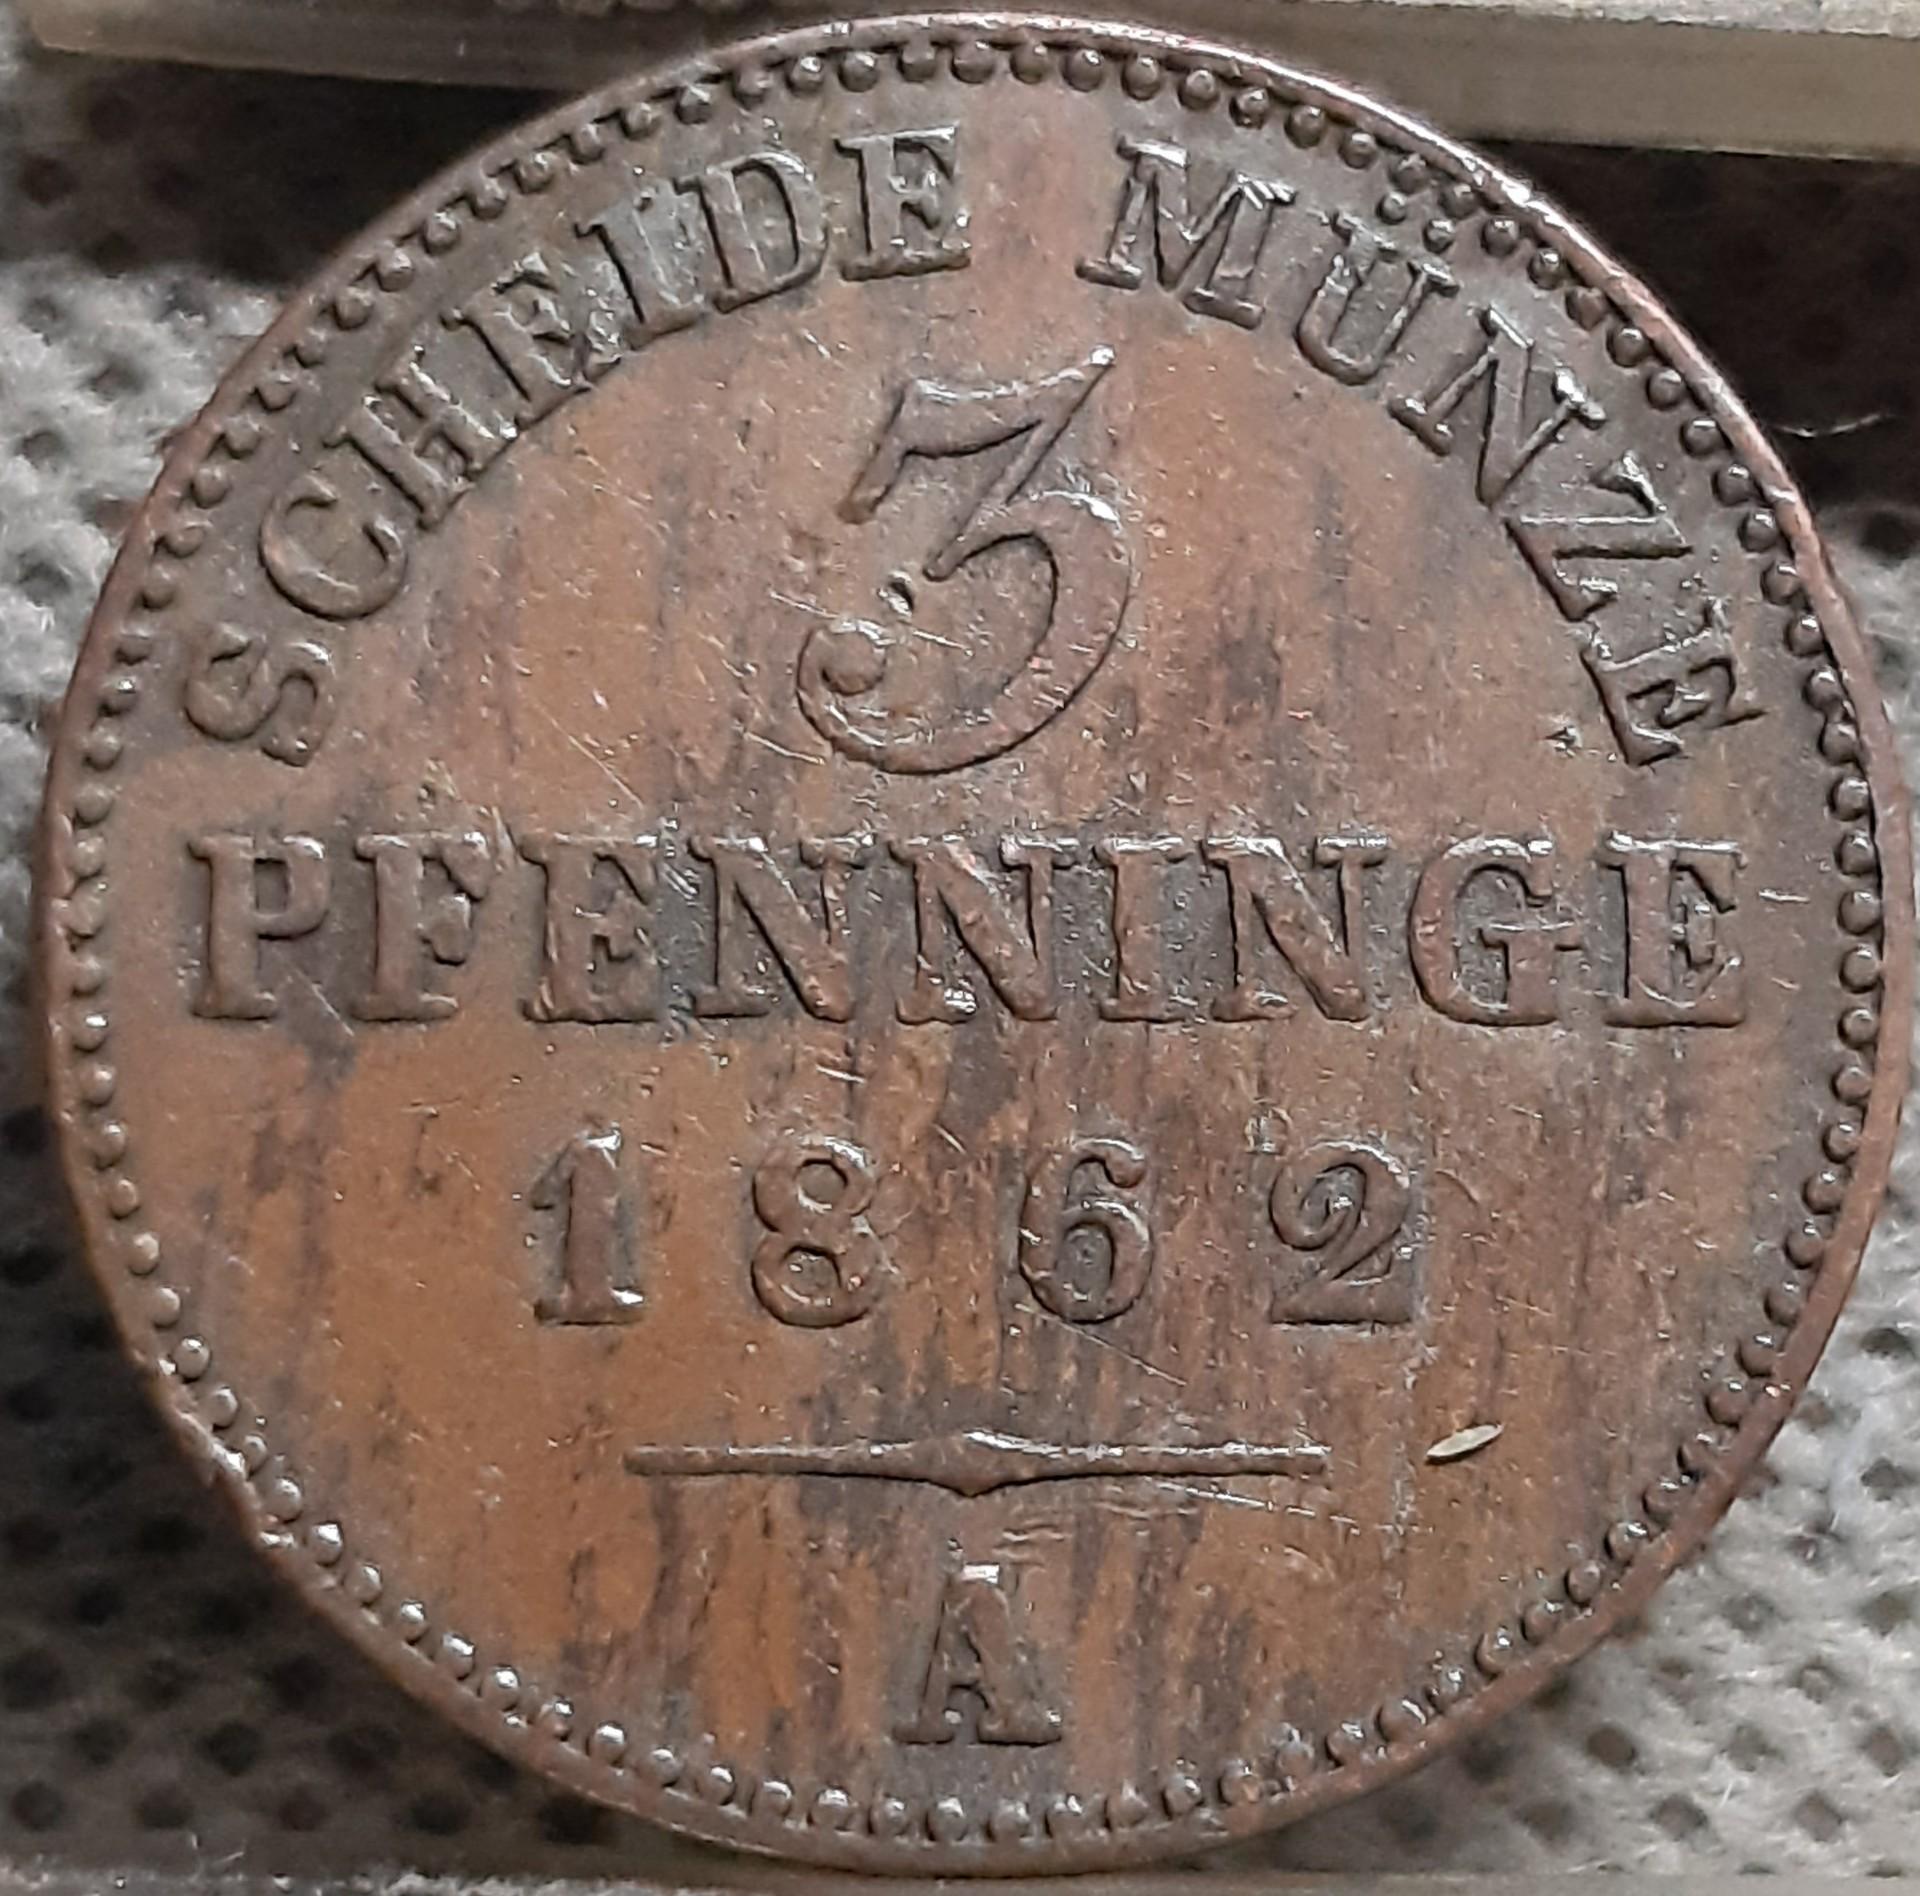 SCHEIDE MÜNZE
3
PFENNINGE
1862
A